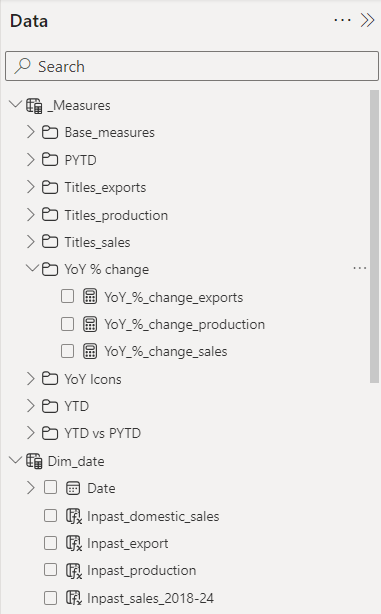 Data
Search
_Measures
Base_measures
PYTD
Titles_exports
Titles_production
Titles_sales
YoY % change
YoY_%_change_exports
YoY_%_change_production
YoY_%_change_sales
YoY Icons
YTD
YTD vs PYTD
Dim_date
Date
Inpast_domestic_sales
Inpast_export
Inpast_production
Inpast_sales_2018-24